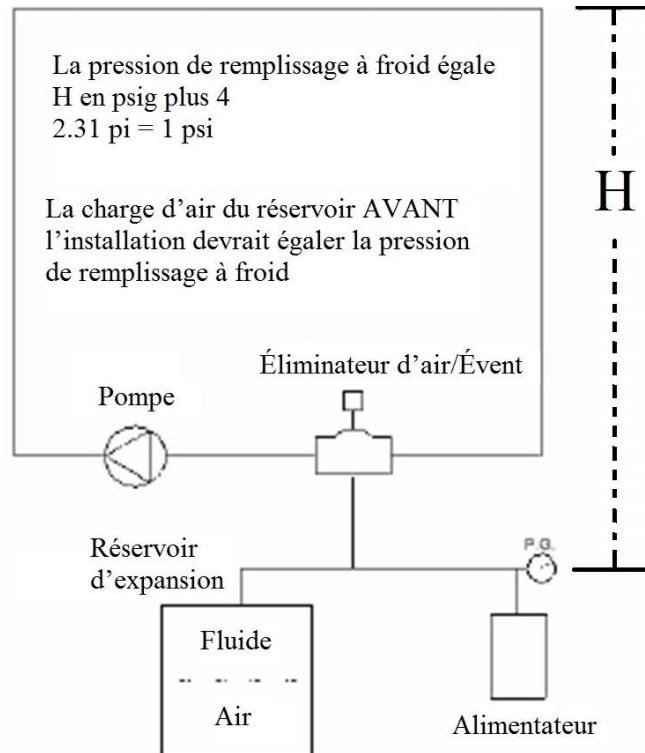 La pression de remplissage à froid égale
H en psig plus 4
2.31 pi = 1 psi
La charge d’air du réservoir AVANT
l’installation devrait égaler la pression
de remplissage à froid
H
Éliminateur d’air/Évent
Pompe
P.G.
Réservoir
d’expansion
Fluide
Air
Alimentateur